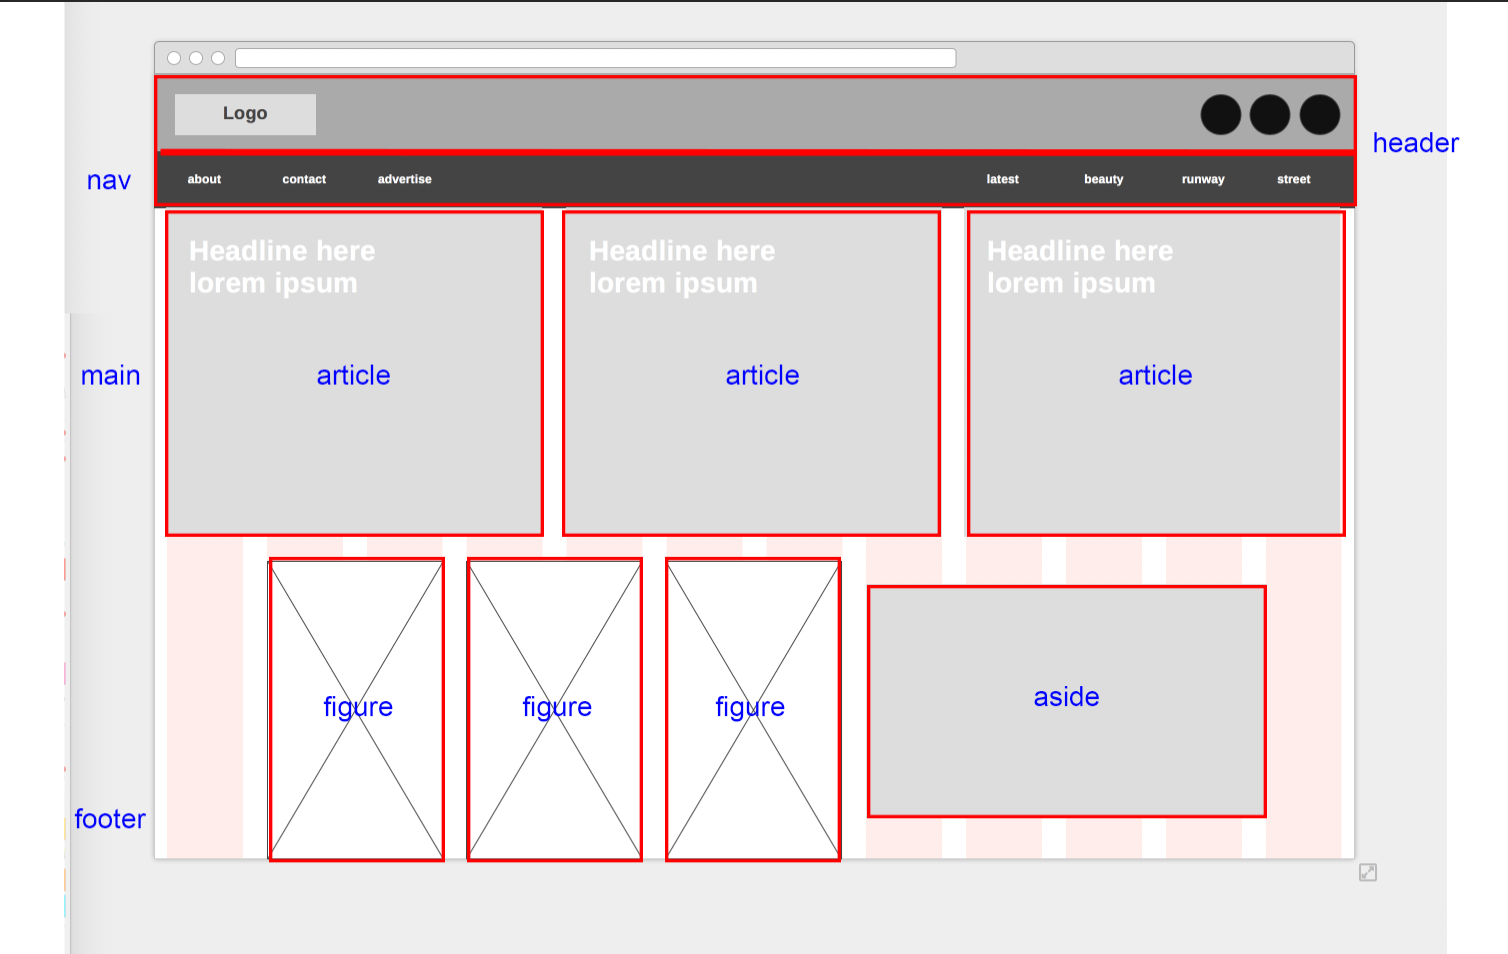 Logo
header
nav
about contact advertise latest beauty runway street
Headline here
lorem ipsum
Headline here
lorem ipsum
Headline here
lorem ipsum
main
article
article
article
figure
figure
figure
aside
footer